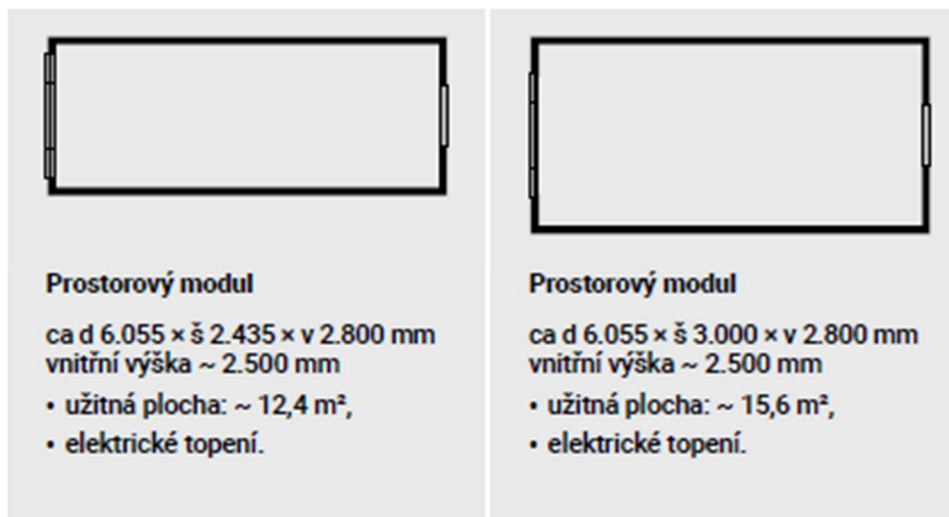 Prostorový modul
ca d 6.055 × š 2.435 × v 2.800 mm
vnitřní výška ~ 2.500 mm
• užitná plocha: ~ 12,4 m²,
• elektrické topení.
Prostorový modul
ca d 6.055 × š 3.000 × v 2.800 mm
vnitřní výška ~ 2.500 mm
• užitná plocha: ~ 15,6 m²,
• elektrické topení.